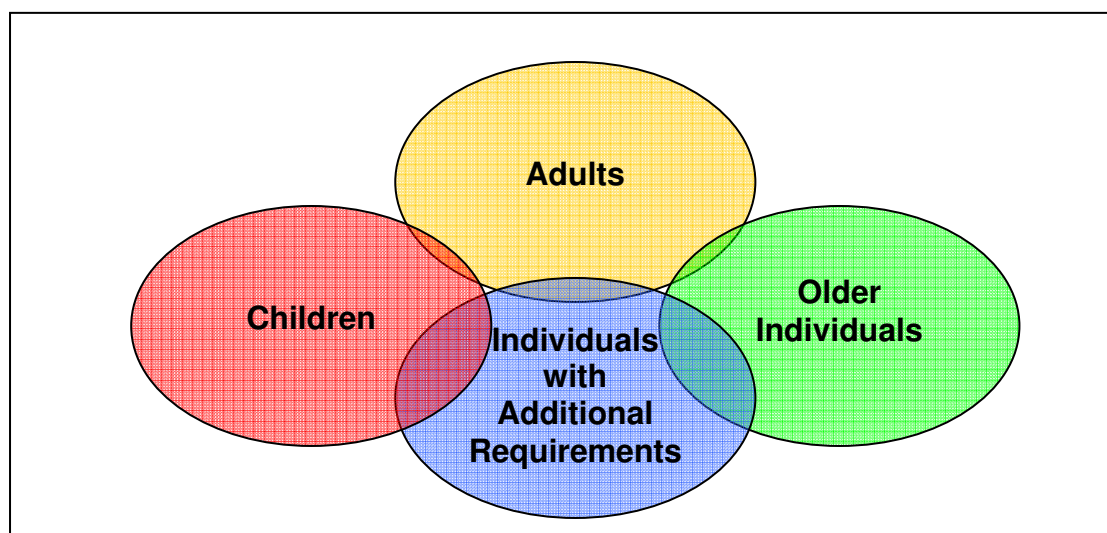 Adults
Children
Older
Individuals
Individuals
with
Additional
Requirements